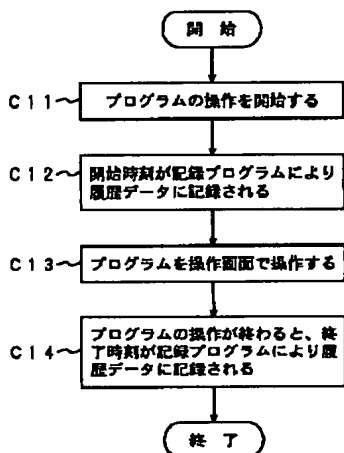 開 始
C11 プログラムの操作を開始する
C12 開始時刻が記録プログラムにより
履歴データに記録される
C13 プログラムを操作画面で操作する
プログラムの操作が終わると、終
C14 了時刻が記録プログラムにより履
歴データに記録される
終 了